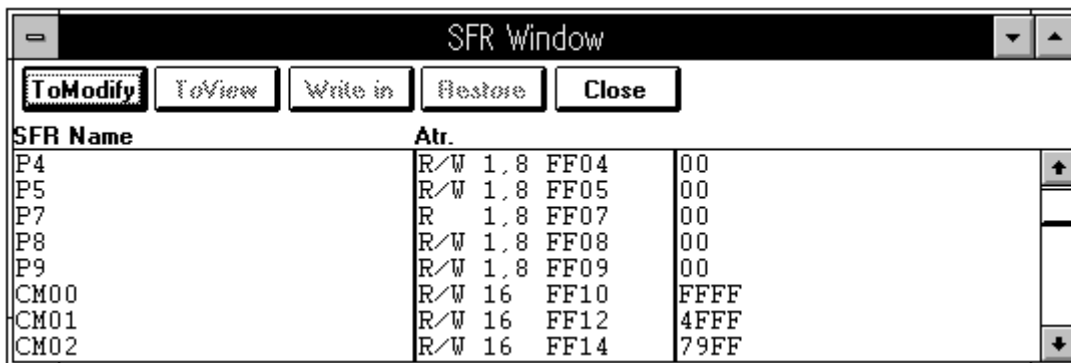 SFR Window
ToModify ToView Write in Restore Close
SFR Name Atr.
P4 R/W 1,8 FF04 00
P5 R/W 1,8 FF05 00
P7 R 1,8 FF07 00
P8 R/W 1,8 FF08 00
P9 R/W 1,8 FF09 00
CM00 R/W 16 FF10 FFFF
CM01 R/W 16 FF12 4FFF
CM02 R/W 16 FF14 79FF